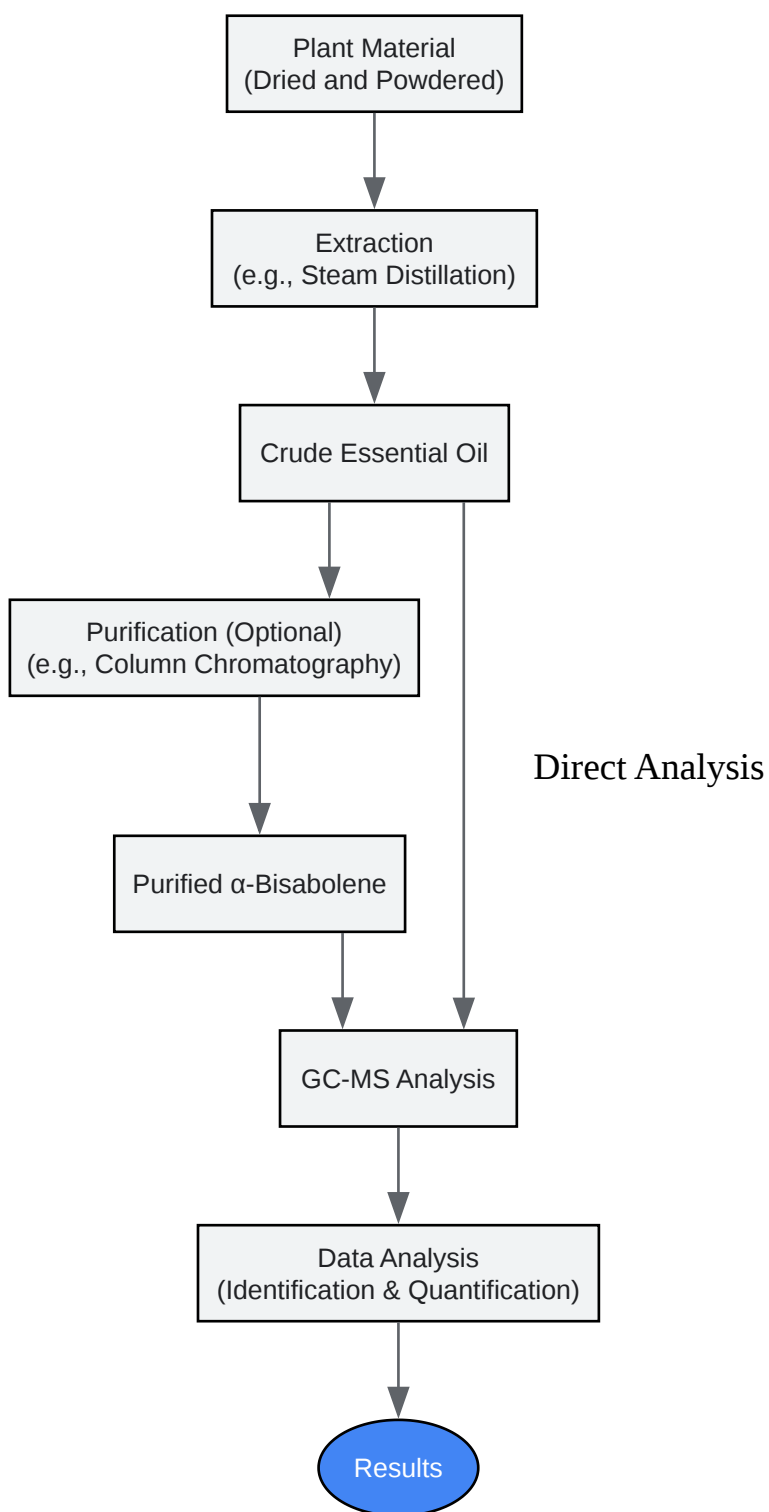 Plant Material
(Dried and Powdered)
Extraction
(e.g., Steam Distillation)
Crude Essential Oil
Purification (Optional)
(e.g., Column Chromatography)
Direct Analysis
Purified α-Bisabolene
GC-MS Analysis
Data Analysis
(Identification & Quantification)
Results